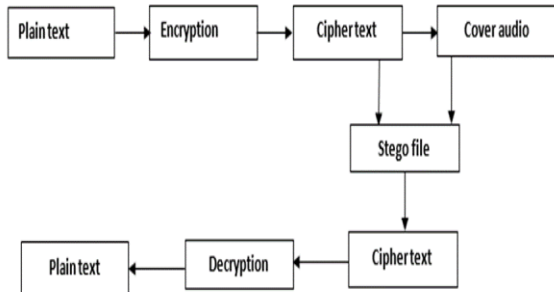 Plain text
Encryption
Cipher text
Cover audio
Stego file
Plain text
Decryption
Cipher text